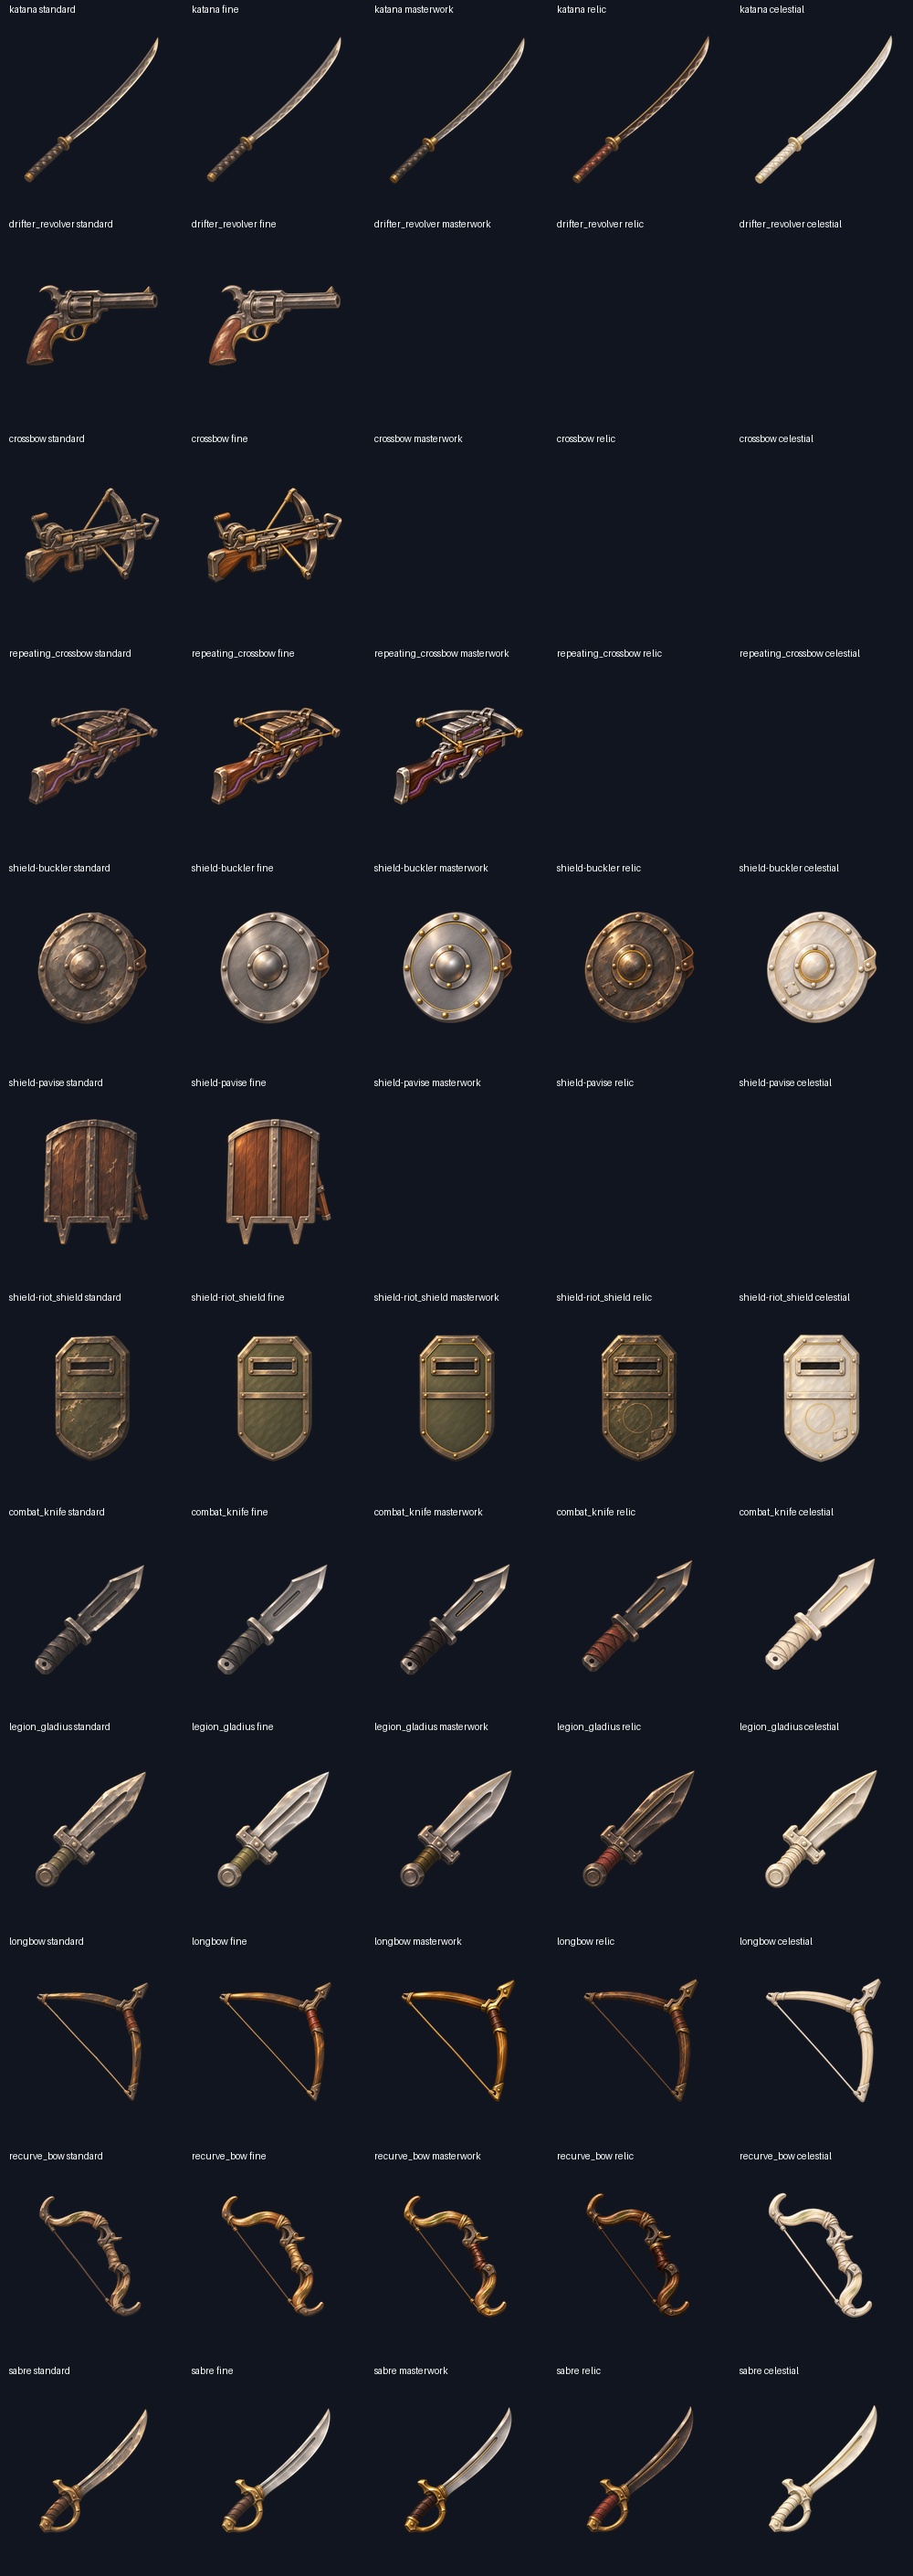 katana standard katana fine katana masterwork katana relic katana celestial
drifter_revolver standard drifter_revolver fine drifter_revolver masterwork drifter_revolver relic drifter_revolver celestial
crossbow standard crossbow fine crossbow masterwork crossbow relic crossbow celestial
repeating_crossbow standard repeating_crossbow fine repeating_crossbow masterwork repeating_crossbow relic repeating_crossbow celestial
shield-buckler standard shield-buckler fine shield-buckler masterwork shield-buckler relic shield-buckler celestial
shield-pavise standard shield-pavise fine shield-pavise masterwork shield-pavise relic shield-pavise celestial
shield-riot_shield standard shield-riot_shield fine shield-riot_shield masterwork shield-riot_shield relic shield-riot_shield celestial
combat_knife standard combat_knife fine combat_knife masterwork combat_knife relic combat_knife celestial
legion_gladius standard legion_gladius fine legion_gladius masterwork legion_gladius relic legion_gladius celestial
longbow standard longbow fine longbow masterwork longbow relic longbow celestial
recurve_bow standard recurve_bow fine recurve_bow masterwork recurve_bow relic recurve_bow celestial
sabre standard sabre fine sabre masterwork sabre relic sabre celestial